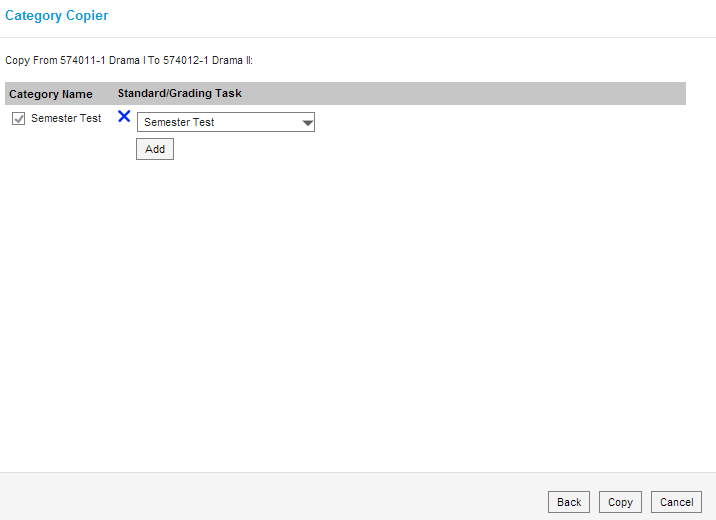 Category Copier
Copy From 574011-1 Drama I To 574012-1 Drama II:
Category Name Standard/Grading Task
Semester Test Semester Test
Add
Back Copy Cancel